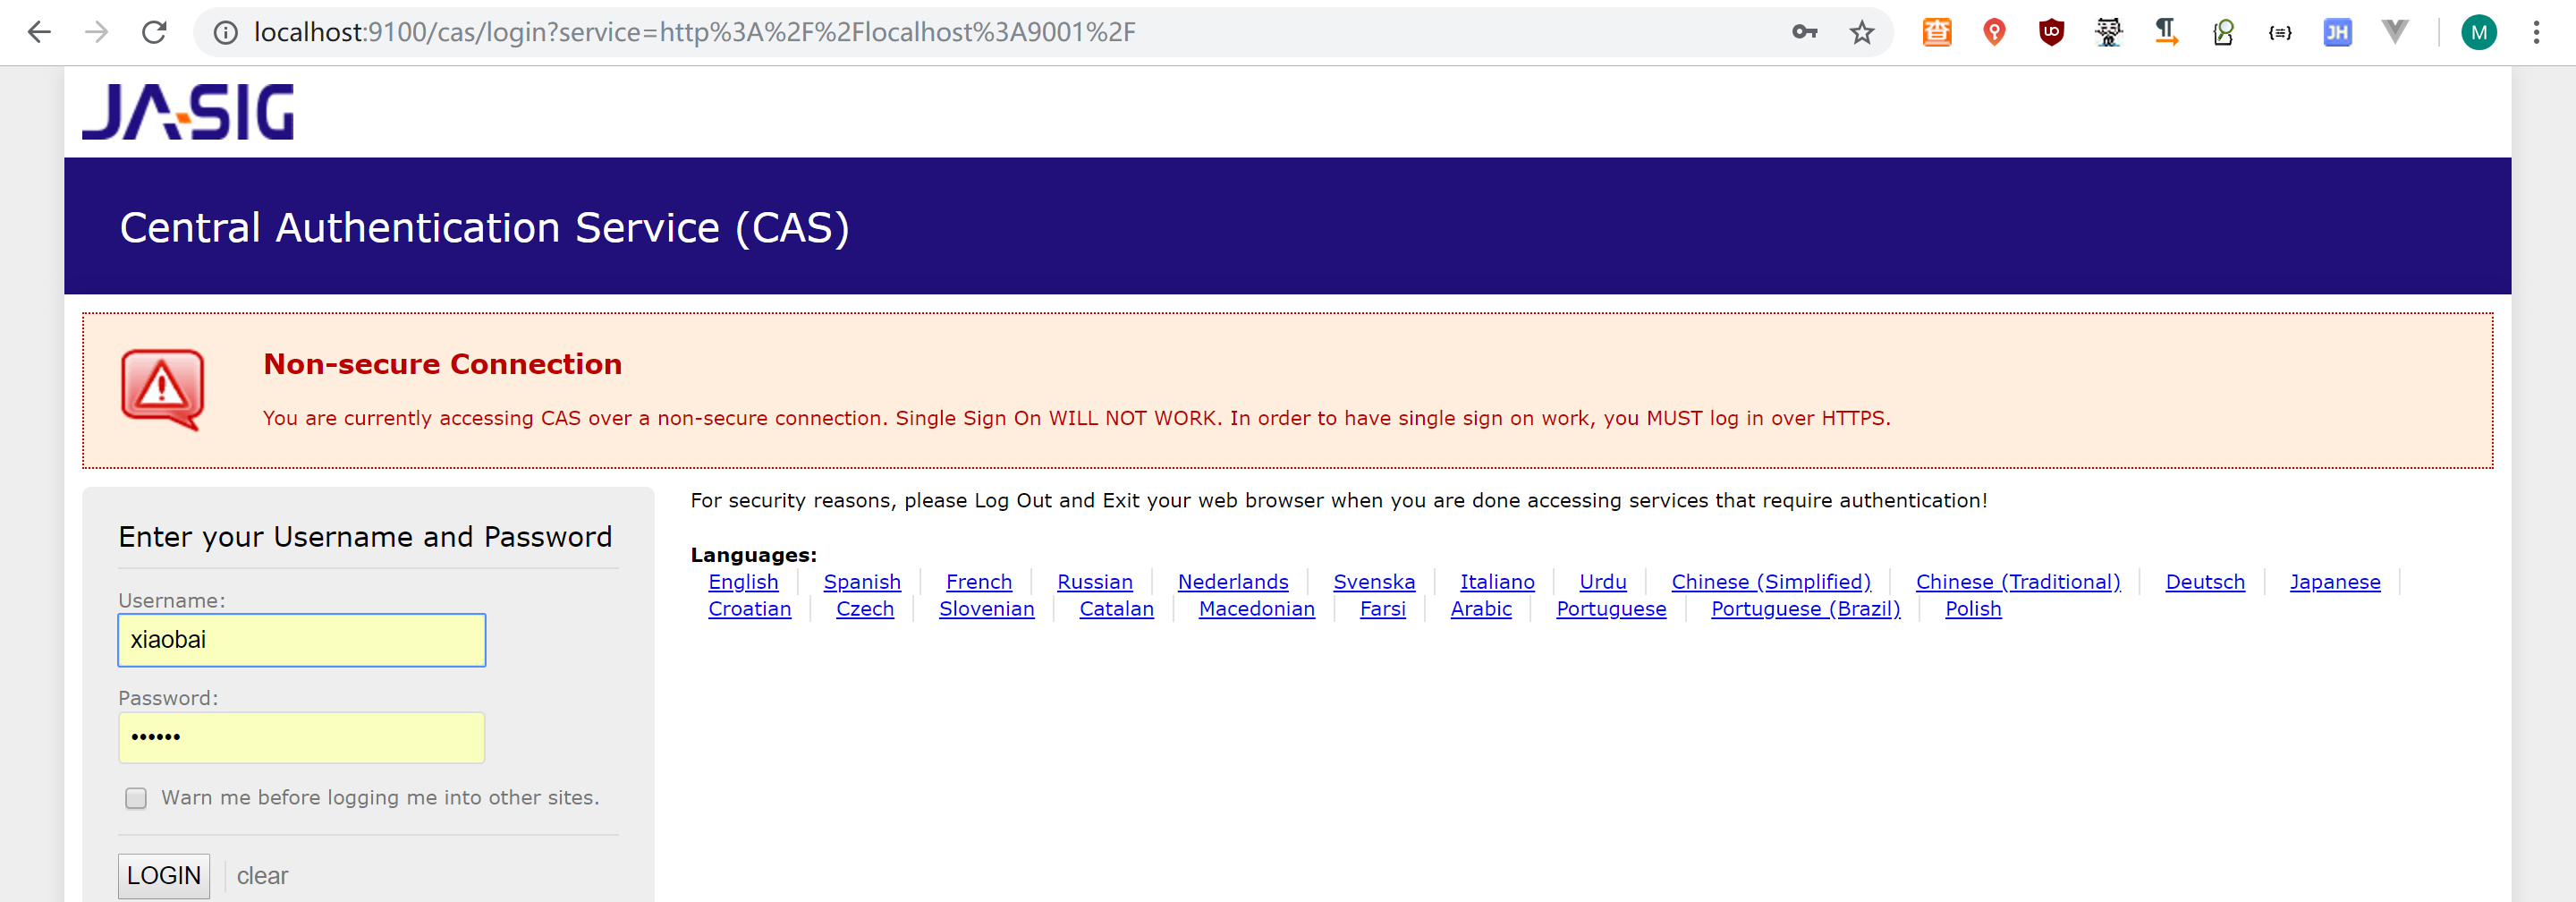 localhost:9100/cas/login?service=http%3A%2F%2Flocalhost%3A9001%2F
查 UO {≡} JH M
JA-SIG
Central Authentication Service (CAS)
Non-secure Connection
You are currently accessing CAS over a non-secure connection. Single Sign On WILL NOT WORK. In order to have single sign on work, you MUST log in over HTTPS.
Enter your Username and Password
Username:
xiaobai
Password:
••••••
Warn me before logging me into other sites.
LOGIN clear
For security reasons, please Log Out and Exit your web browser when you are done accessing services that require authentication!
Languages:
English Spanish French Russian Nederlands Svenska Italiano Urdu Chinese (Simplified) Chinese (Traditional) Deutsch Japanese
Croatian Czech Slovenian Catalan Macedonian Farsi Arabic Portuguese Portuguese (Brazil) Polish